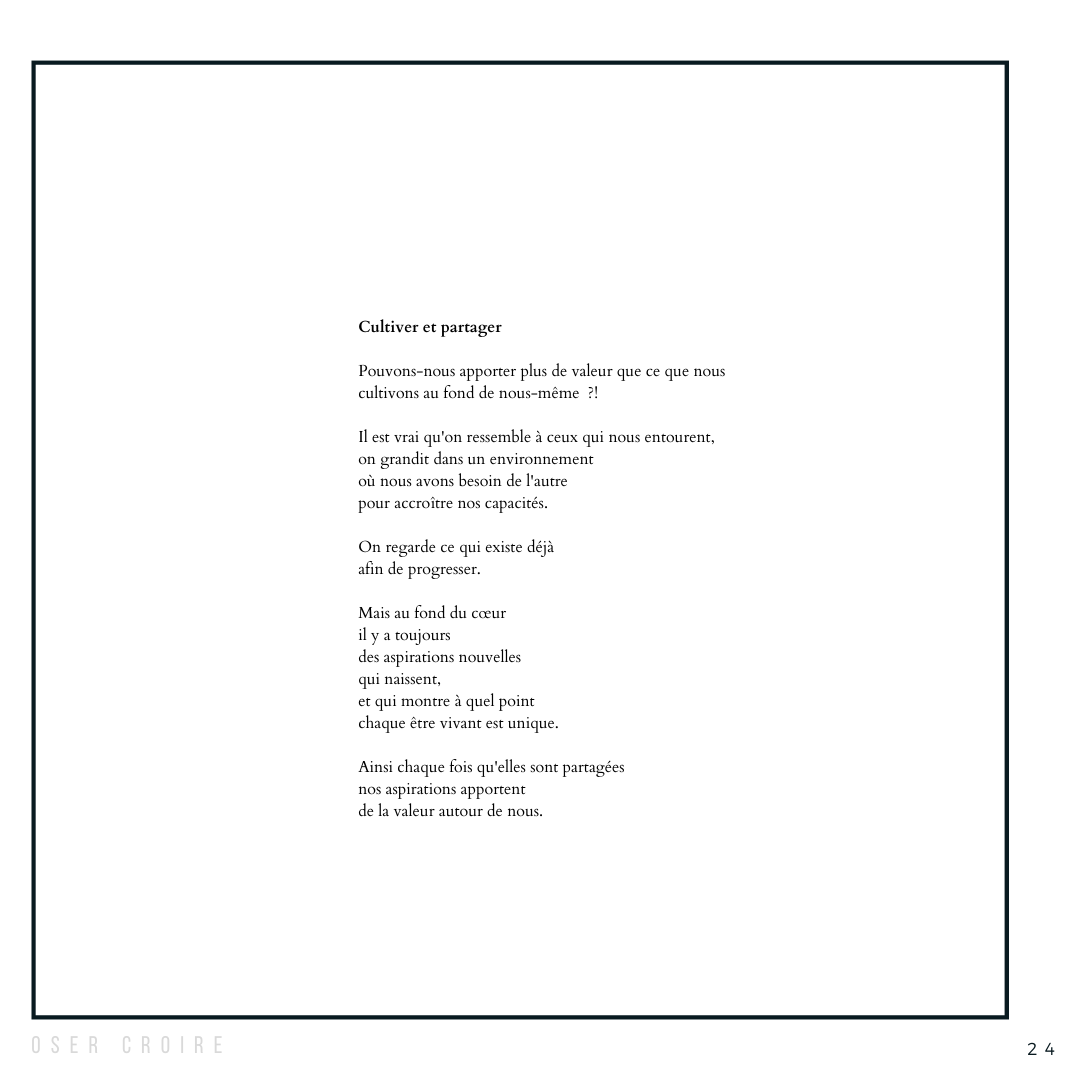 Cultiver et partager
Pouvons-nous apporter plus de valeur que ce que nous
cultivons au fond de nous-même  ?!
Il est vrai qu'on ressemble à ceux qui nous entourent,
on grandit dans un environnement
où nous avons besoin de l'autre
pour accroître nos capacités.
On regarde ce qui existe déjà
afin de progresser.
Mais au fond du cœur
il y a toujours
des aspirations nouvelles
qui naissent,
et qui montre à quel point
chaque être vivant est unique.
Ainsi chaque fois qu'elles sont partagées
nos aspirations apportent
de la valeur autour de nous.
OSER CROIRE
24